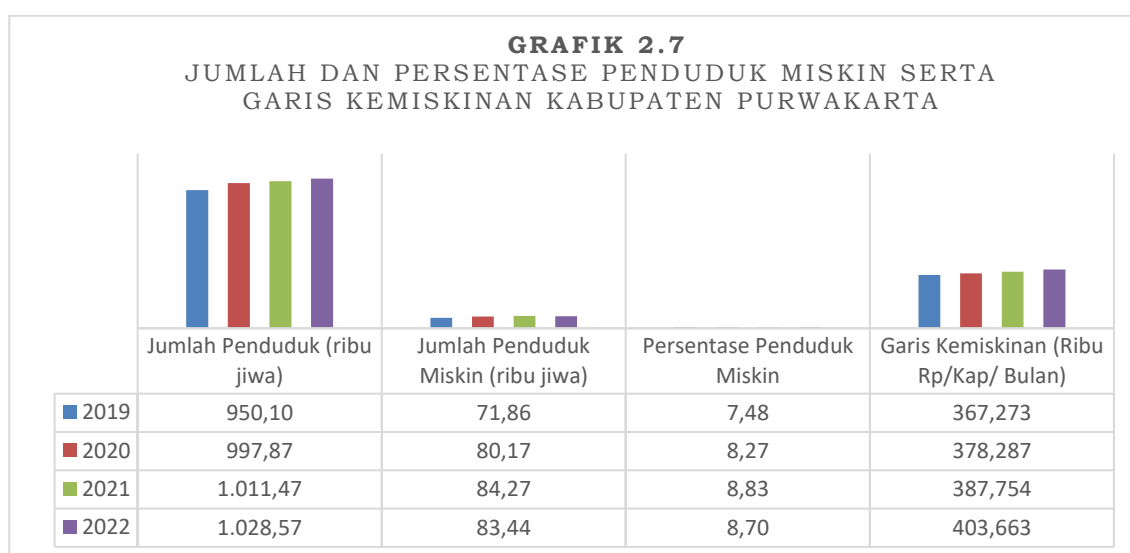 GRAFIK 2.7
JUMLAH DAN PERSENTASE PENDUDUK MISKIN SERTA
GARIS KEMISKINAN KABUPATEN PURWAKARTA
Jumlah Penduduk (ribu
jiwa)
Jumlah Penduduk
Miskin (ribu jiwa)
Persentase Penduduk
Miskin
Garis Kemiskinan (Ribu
Rp/Kap/ Bulan)
2019 950,10 71,86 7,48 367,273
2020 997,87 80,17 8,27 378,287
2021 1.011,47 84,27 8,83 387,754
2022 1.028,57 83,44 8,70 403,663